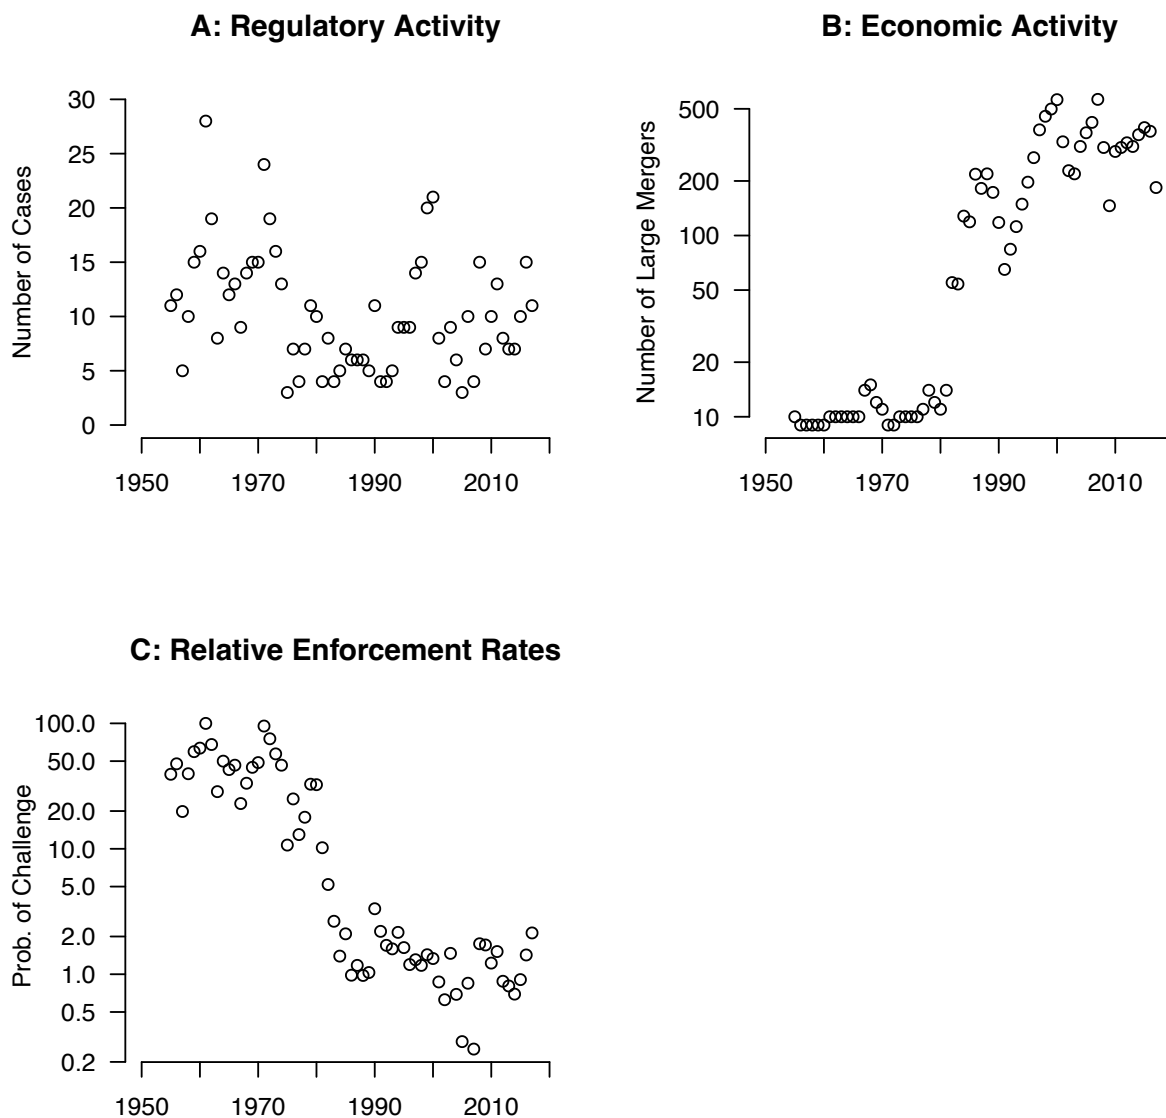 A: Regulatory Activity
Number of Cases
30
25
20
15
10
5
0
1950 1970 1990 2010
B: Economic Activity
Number of Large Mergers
500
200
100
50
20
10
1950 1970 1990 2010
C: Relative Enforcement Rates
Prob. of Challenge
100.0
50.0
20.0
10.0
5.0
2.0
1.0
0.5
0.2
1950 1970 1990 2010